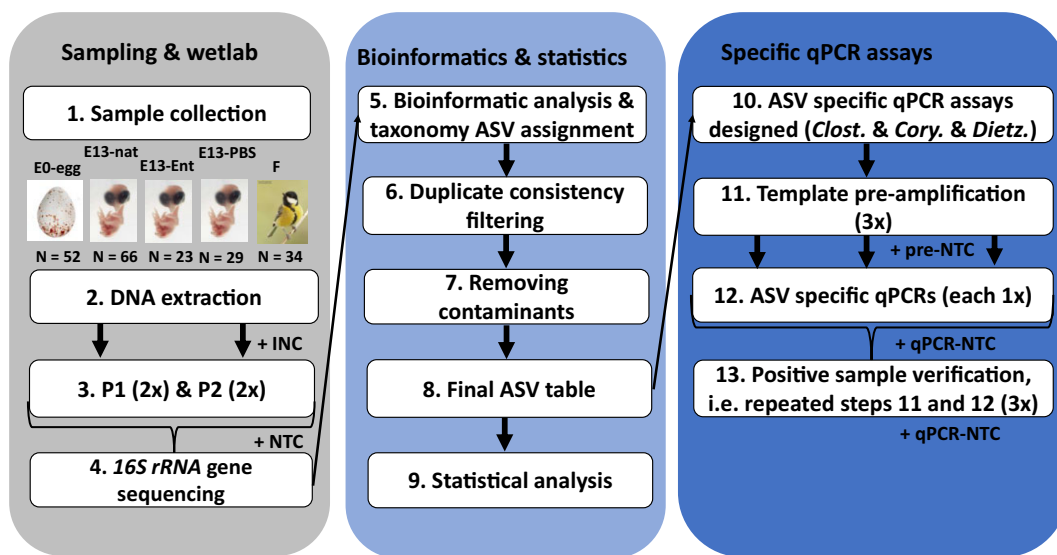 Sampling & wetlab
1. Sample collection
E0-egg
E13-nat
E13-Ent
E13-PBS
F
N = 52
N = 66
N = 23
N = 29
N = 34
2. DNA extraction
+ INC
3. P1 (2x) & P2 (2x)
+ NTC
4. 16S rRNA gene
sequencing
Bioinformatics & statistics
5. Bioinformatic analysis &
taxonomy ASV assignment
6. Duplicate consistency
filtering
7. Removing
contaminants
8. Final ASV table
9. Statistical analysis
Specific qPCR assays
10. ASV specific qPCR assays
designed (Clost. & Cory. & Dietz.)
11. Template pre-amplification
(3x)
+ pre-NTC
12. ASV specific qPCRs (each 1x)
+ qPCR-NTC
13. Positive sample verification,
i.e. repeated steps 11 and 12 (3x)
+ qPCR-NTC